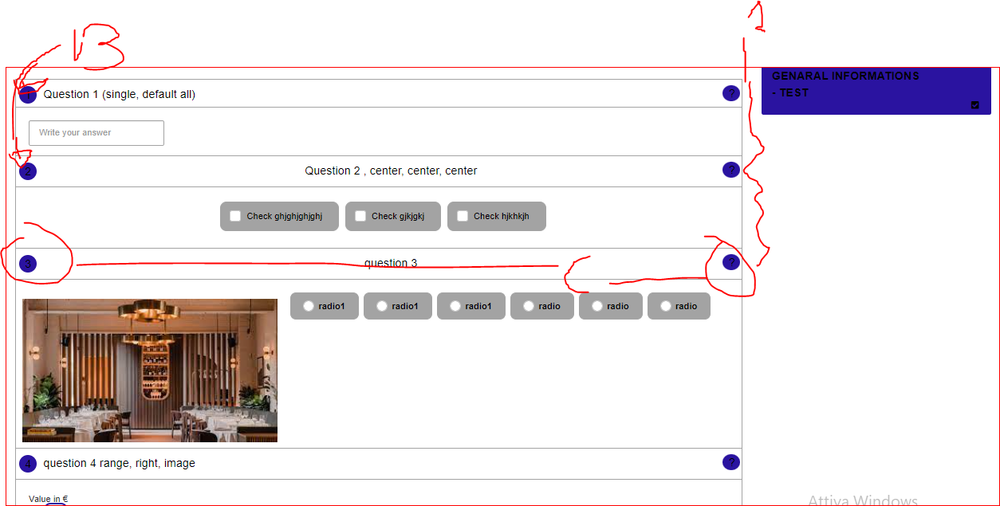 13
1
GENARAL INFORMATIONS
- TEST
1 Question 1 (single, default all) ?
Write your answer
2 Question 2 , center, center, center ?
Check ghjghjghjghj Check gjkjgkj Check hjkhkjh
3 question 3 ?
radio1 radio1 radio1 radio radio radio
4 question 4 range, right, image ?
Value in €
Attiva Windows